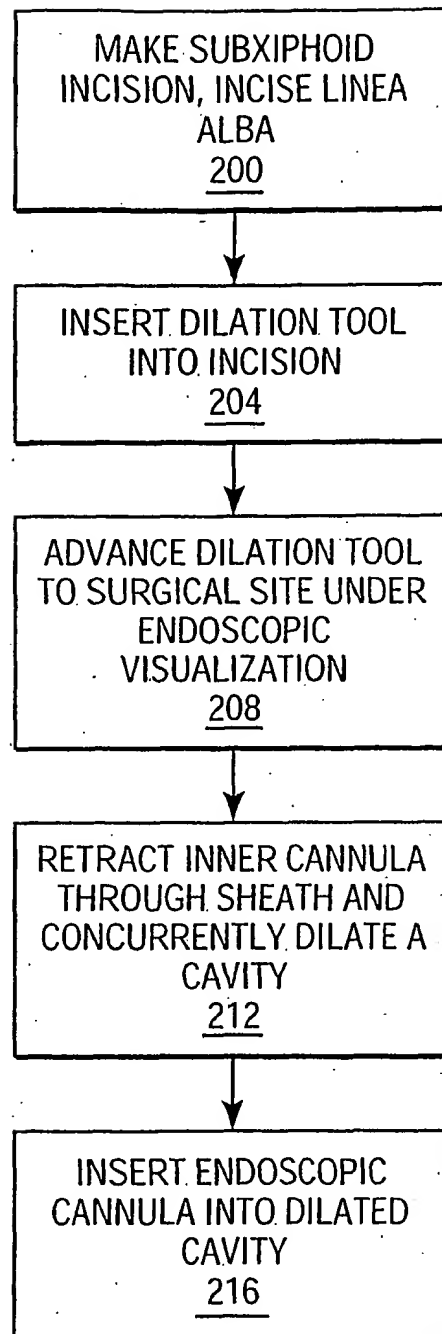 MAKE SUBXIPHOID
INCISION, INCISE LINEA
ALBA
200
INSERT DILATION TOOL
INTO INCISION
204
ADVANCE DILATION TOOL
TO SURGICAL SITE UNDER
ENDOSCOPIC
VISUALIZATION
208
RETRACT INNER CANNULA
THROUGH SHEATH AND
CONCURRENTLY DILATE A
CAVITY
212
INSERT ENDOSCOPIC
CANNULA INTO DILATED
CAVITY
216